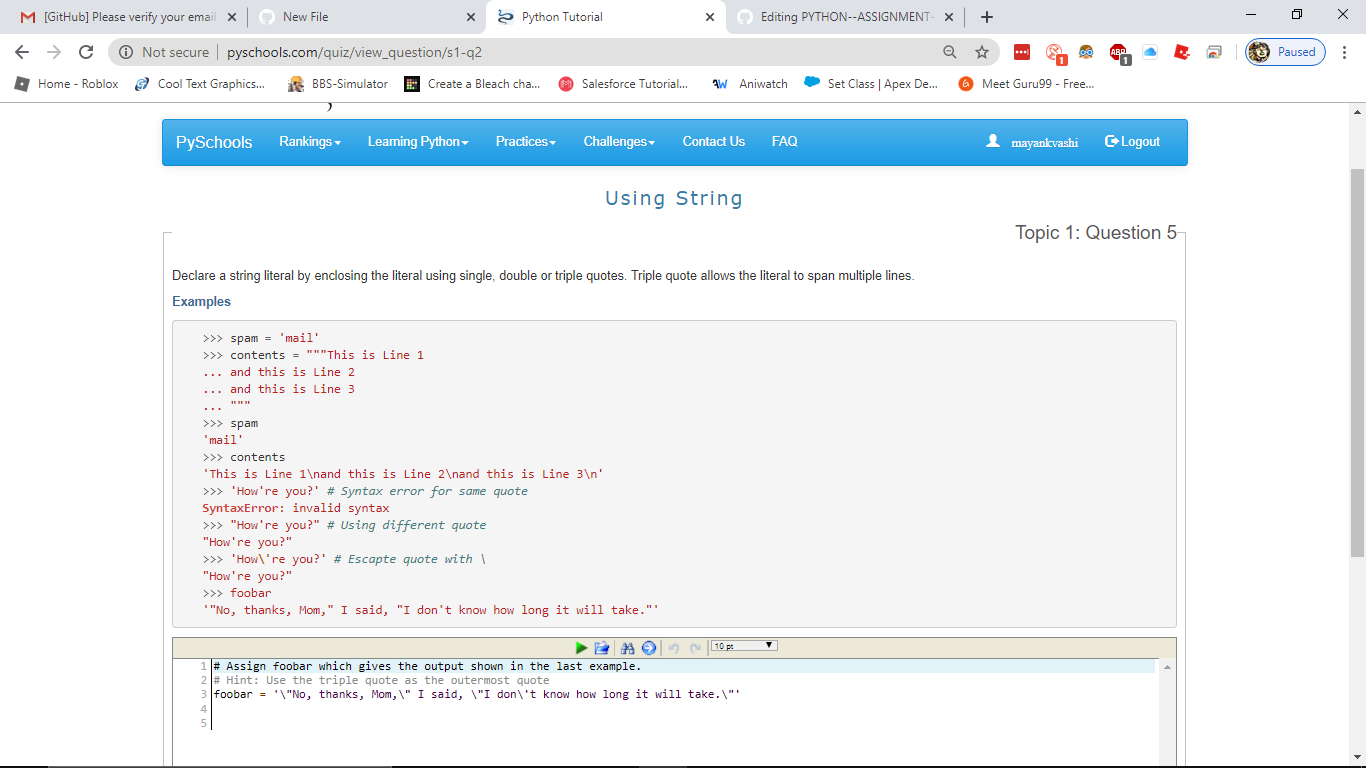 [GitHub] Please verify your email
New File
Python Tutorial
Editing PYTHON--ASSIGNMENT-
Not secure | pyschools.com/quiz/view_question/s1-q2
1
ABP
1
Paused
Home - Roblox
Cool Text Graphics...
BBS-Simulator
Create a Bleach cha...
Salesforce Tutorial...
Aniwatch
Set Class | Apex De...
Meet Guru99 - Free...
PySchools Rankings Learning Python Practices Challenges Contact Us FAQ mayankvashi Logout
Using String
Topic 1: Question 5
Declare a string literal by enclosing the literal using single, double or triple quotes. Triple quote allows the literal to span multiple lines.
Examples
>>> spam = 'mail'
>>> contents = """This is Line 1
... and this is Line 2
... and this is Line 3
... """
>>> spam
'mail'
>>> contents
'This is Line 1\nand this is Line 2\nand this is Line 3\n'
>>> 'How're you?' # Syntax error for same quote
SyntaxError: invalid syntax
>>> "How're you?" # Using different quote
"How're you?"
>>> 'How\'re you?' # Escapte quote with \
"How're you?"
>>> foobar
'"No, thanks, Mom," I said, "I don't know how long it will take."'
10 pt
1 # Assign foobar which gives the output shown in the last example.
2 # Hint: Use the triple quote as the outermost quote
3 foobar = '\"No, thanks, Mom,\" I said, \"I don\'t know how long it will take.\"'
4
5